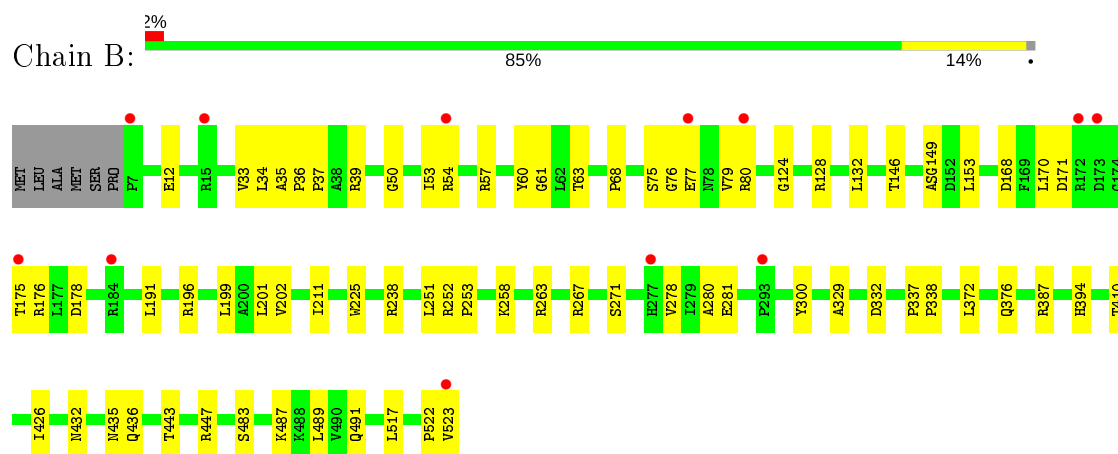 2%
Chain B:
85% 14% •
MET LEU ALA MET SER PRO P7 E12 R15 V33 L34 A35 P36 P37 A38 R39 G50 I53 R54 R57 Y60 G61 L62 T63 P68 S75 G76 E77 N78 V79 R80 G124 R128 L132 T146 ASG149 D152 L153 D168 F169 L170 D171 R172 D173 G174
T175 R176 L177 D178 R184 L191 R196 L199 A200 L201 V202 I211 W225 R238 L251 R252 P253 K258 R263 R267 S271 H277 V278 I279 A280 E281 P293 Y300 A329 D332 P337 P338 L372 Q376 R387 H394 T410
I426 N432 N435 Q436 T443 R447 S483 K487 K488 L489 V490 Q491 L517 P522 V523